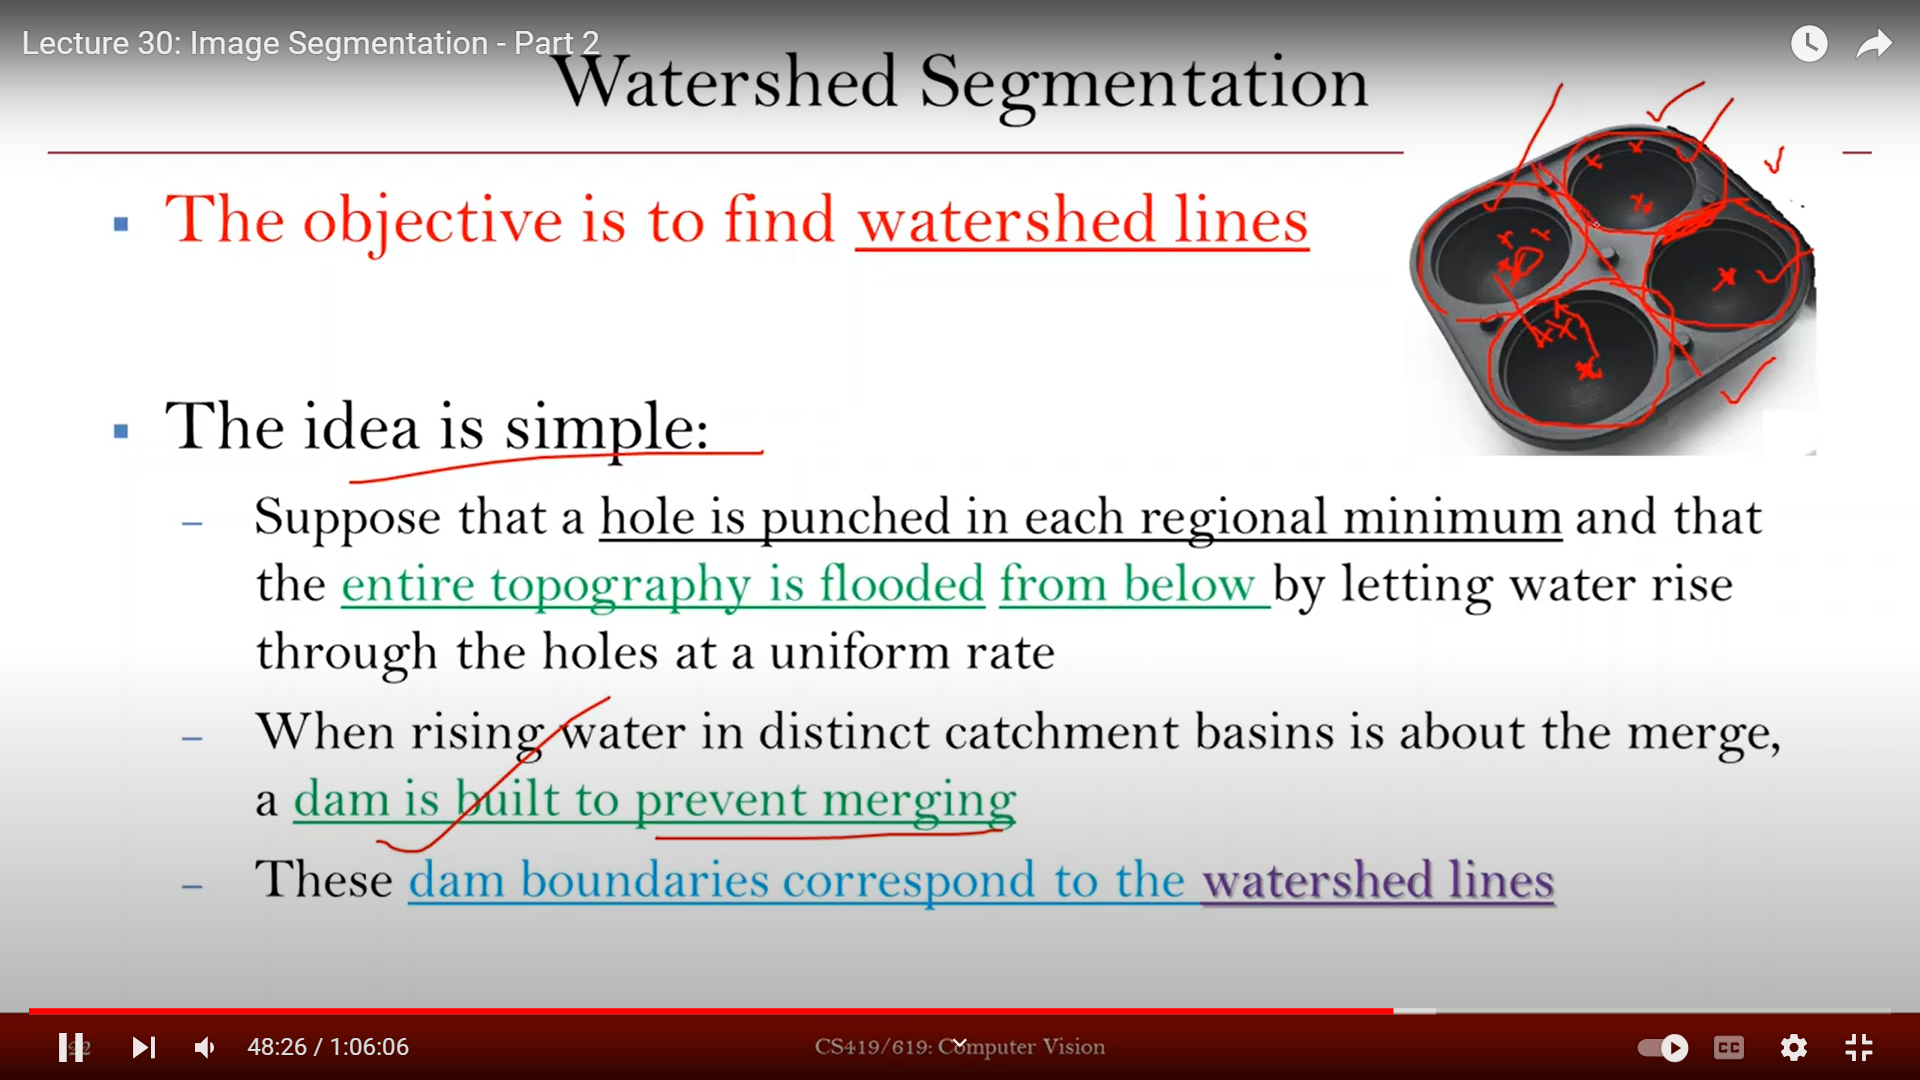 Lecture 30: Image Segmentation - Part 2
Watershed Segmentation
The objective is to find watershed lines
The idea is simple:
Suppose that a hole is punched in each regional minimum and that
the entire topography is flooded from below by letting water rise
through the holes at a uniform rate
When rising water in distinct catchment basins is about the merge,
a dam is built to prevent merging
These dam boundaries correspond to the watershed lines
48:26 / 1:06:06
CS419/619: Computer Vision
CC